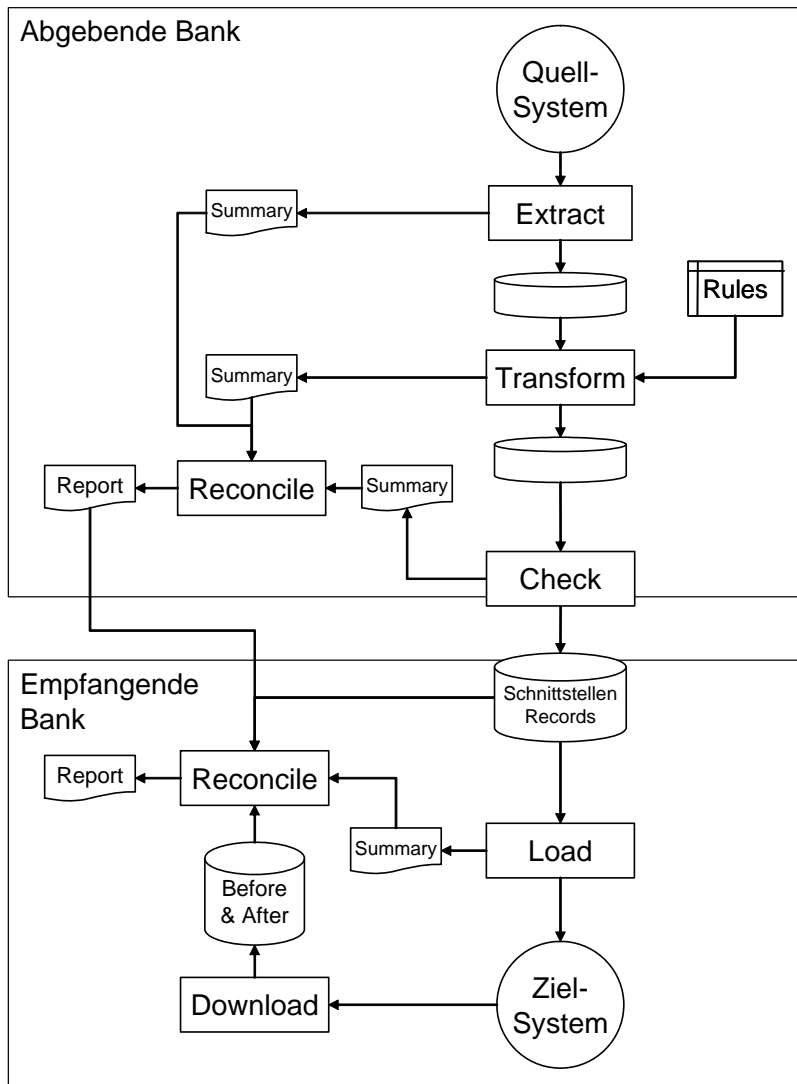 Abgebende Bank
Quell-
System
Summary
Extract
Rules
Summary
Transform
Report
Reconcile
Summary
Check
Empfangende
Bank
Schnittstellen
Records
Report
Reconcile
Summary
Load
Before
& After
Download
Ziel-
System